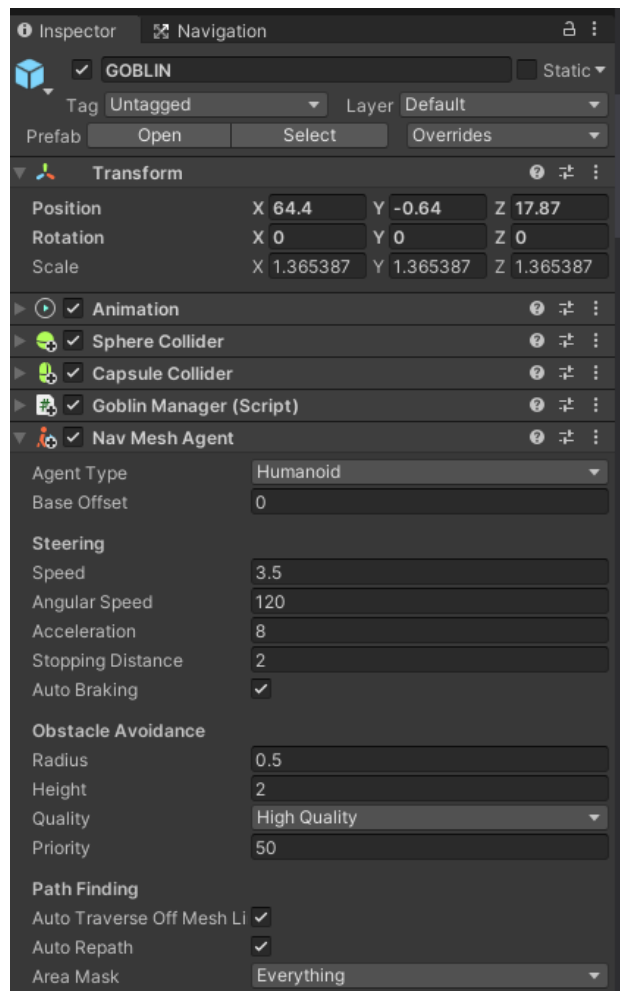 Inspector Navigation
GOBLIN Static
Tag Untagged Layer Default
Prefab Open Select Overrides
Transform
Position X 64.4 Y -0.64 Z 17.87
Rotation X 0 Y 0 Z 0
Scale X 1.365387 Y 1.365387 Z 1.365387
Animation
Sphere Collider
Capsule Collider
# Goblin Manager (Script)
Nav Mesh Agent
Agent Type Humanoid
Base Offset 0
Steering
Speed 3.5
Angular Speed 120
Acceleration 8
Stopping Distance 2
Auto Braking
Obstacle Avoidance
Radius 0.5
Height 2
Quality High Quality
Priority 50
Path Finding
Auto Traverse Off Mesh Li
Auto Repath
Area Mask Everything